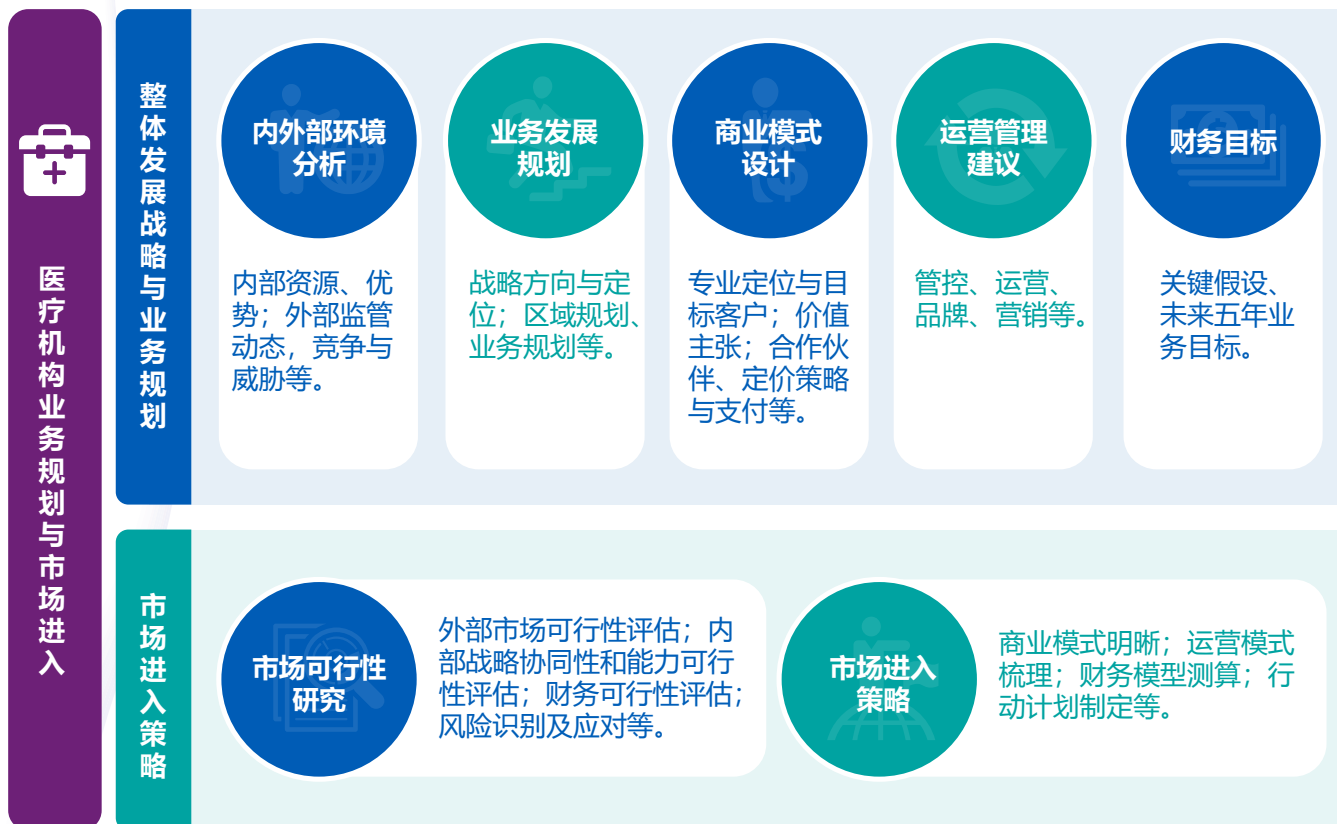 医疗机构业务规划与市场进入
整体发展战略与业务规划
内外部环境
分析
内部资源、优
势；外部监管
动态，竞争与
威胁等。
业务发展
规划
战略方向与定
位；区域规划、
业务规划等。
商业模式
设计
专业定位与目
标客户；价值
主张；合作伙
伴、定价策略
与支付等。
运营管理
建议
管控、运营、
品牌、营销等。
财务目标
关键假设、
未来五年业
务目标。
市场进入策略
市场可行性
研究
外部市场可行性评估；内
部战略协同性和能力可行
性评估；财务可行性评估；
风险识别及应对等。
市场进入
策略
商业模式明晰；运营模式
梳理；财务模型测算；行
动计划制定等。